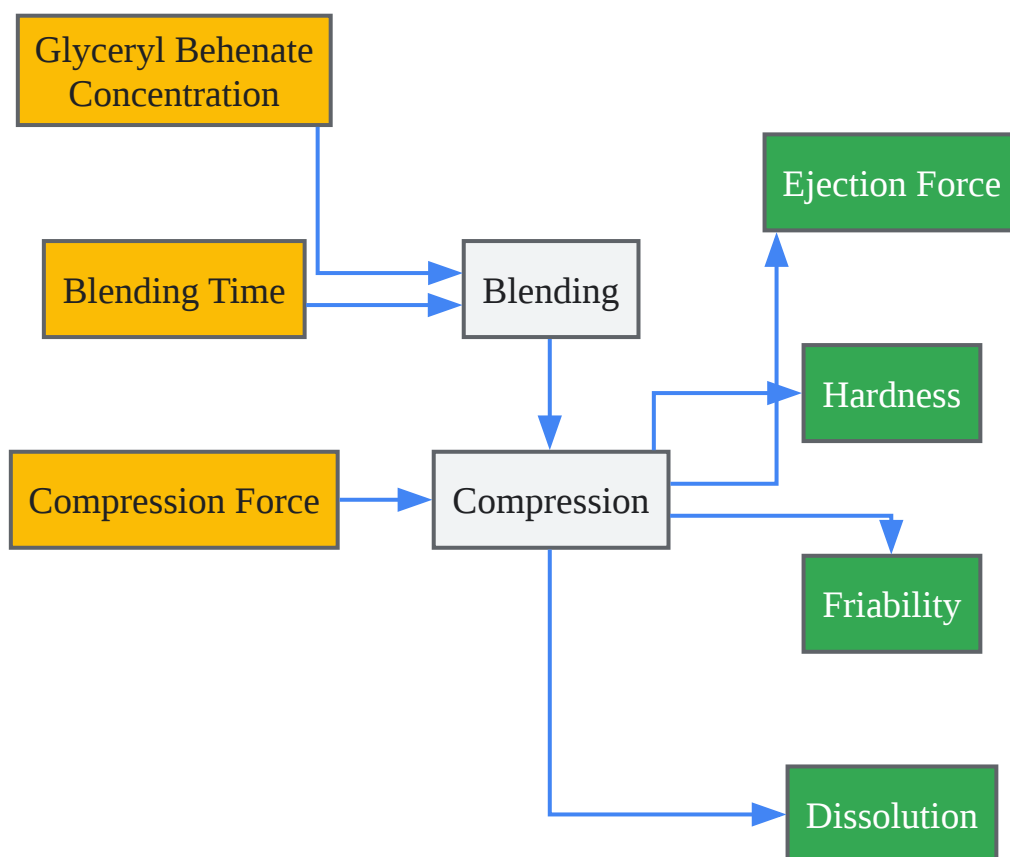 Glyceryl Behenate
Concentration
Ejection Force
Blending Time
Blending
Hardness
Compression Force
Compression
Friability
Dissolution